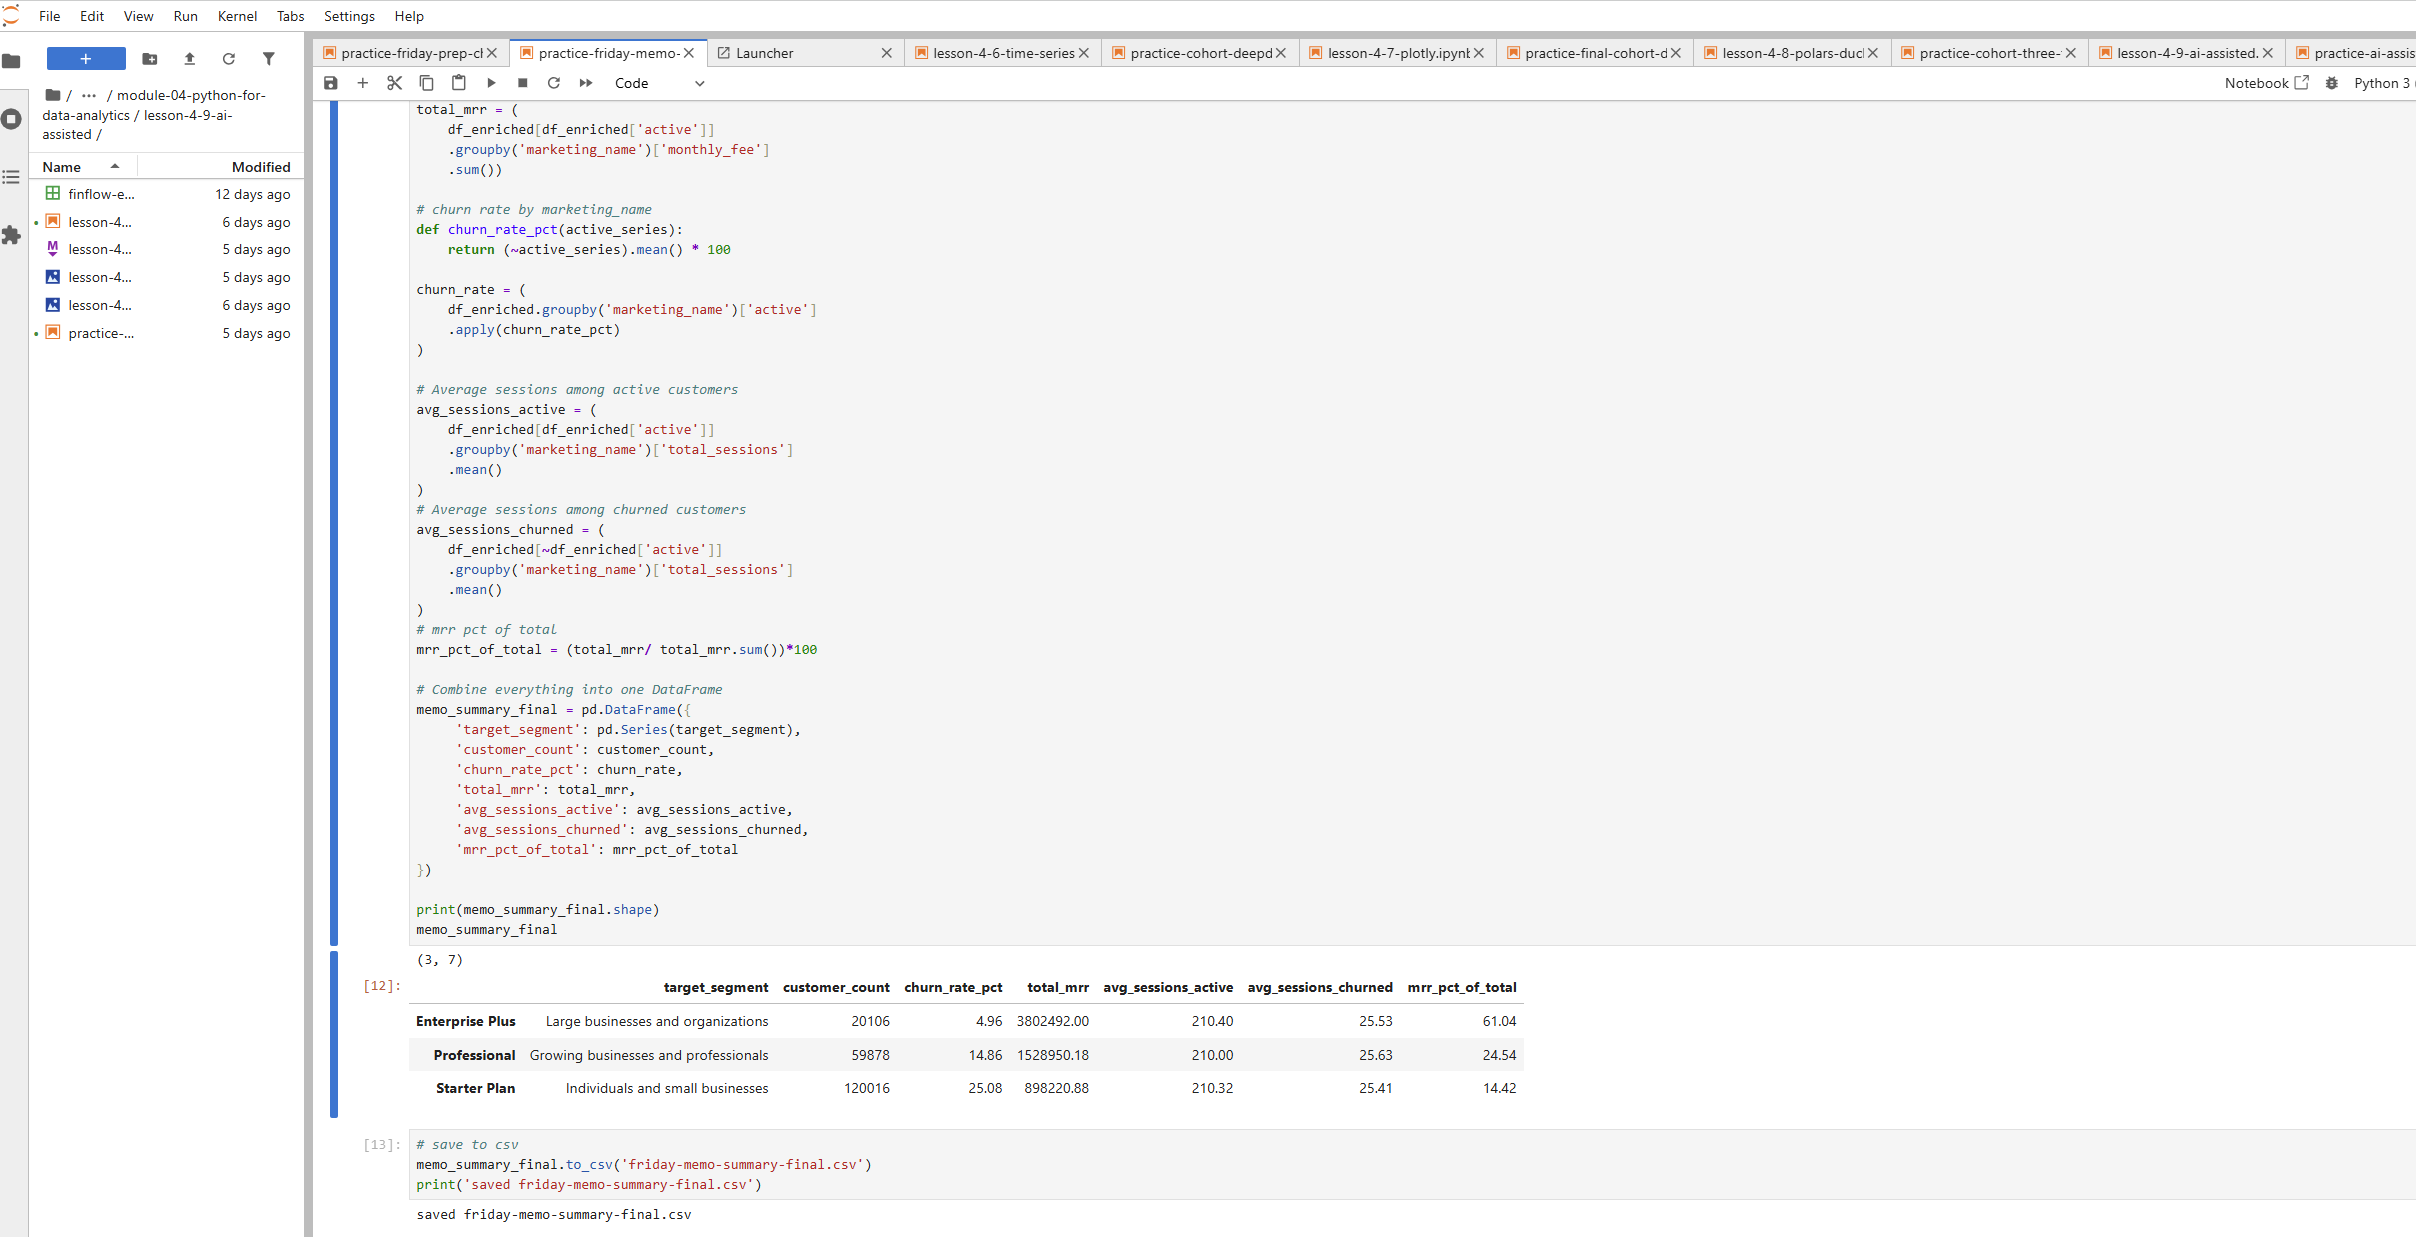 File Edit View Run Kernel Tabs Settings Help
practice-friday-prep-cl
practice-friday-memo-
Launcher
lesson-4-6-time-series
practice-cohort-deepd
lesson-4-7-plotly.ipynb
practice-final-cohort-d
lesson-4-8-polars-duc
practice-cohort-three-
lesson-4-9-ai-assisted.
practice-ai-assis
Code
Notebook
Python 3
/ ··· / module-04-python-for-
data-analytics / lesson-4-9-ai-
assisted /
Name Modified
finflow-e... 12 days ago
lesson-4... 6 days ago
lesson-4... 5 days ago
lesson-4... 5 days ago
lesson-4... 6 days ago
practice-... 5 days ago
total_mrr = (
    df_enriched[df_enriched['active']]
    .groupby('marketing_name')['monthly_fee']
    .sum())
# churn rate by marketing_name
def churn_rate_pct(active_series):
    return (~active_series).mean() * 100
churn_rate = (
    df_enriched.groupby('marketing_name')['active']
    .apply(churn_rate_pct)
)
# Average sessions among active customers
avg_sessions_active = (
    df_enriched[df_enriched['active']]
    .groupby('marketing_name')['total_sessions']
    .mean()
)
# Average sessions among churned customers
avg_sessions_churned = (
    df_enriched[~df_enriched['active']]
    .groupby('marketing_name')['total_sessions']
    .mean()
)
# mrr pct of total
mrr_pct_of_total = (total_mrr/ total_mrr.sum())*100
# Combine everything into one DataFrame
memo_summary_final = pd.DataFrame({
     'target_segment': pd.Series(target_segment),
     'customer_count': customer_count,
     'churn_rate_pct': churn_rate,
     'total_mrr': total_mrr,
     'avg_sessions_active': avg_sessions_active,
     'avg_sessions_churned': avg_sessions_churned,
     'mrr_pct_of_total': mrr_pct_of_total
})
print(memo_summary_final.shape)
memo_summary_final
(3, 7)
[12]:
target_segment customer_count churn_rate_pct total_mrr avg_sessions_active avg_sessions_churned mrr_pct_of_total
Enterprise Plus Large businesses and organizations 20106 4.96 3802492.00 210.40 25.53 61.04
Professional Growing businesses and professionals 59878 14.86 1528950.18 210.00 25.63 24.54
Starter Plan Individuals and small businesses 120016 25.08 898220.88 210.32 25.41 14.42
[13]: # save to csv
memo_summary_final.to_csv('friday-memo-summary-final.csv')
print('saved friday-memo-summary-final.csv')
saved friday-memo-summary-final.csv